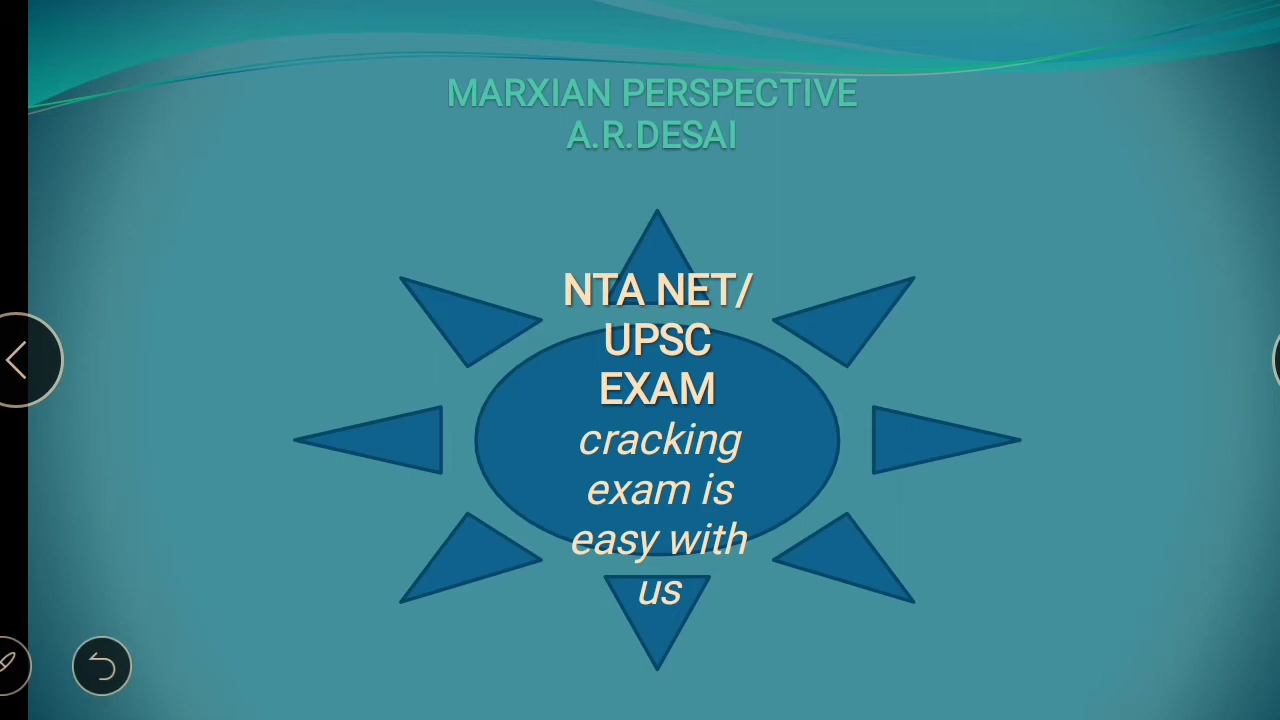 MARXIAN PERSPECTIVE
A.R.DESAI
NTA NET/
UPSC
EXAM
cracking
exam is
easy with
us